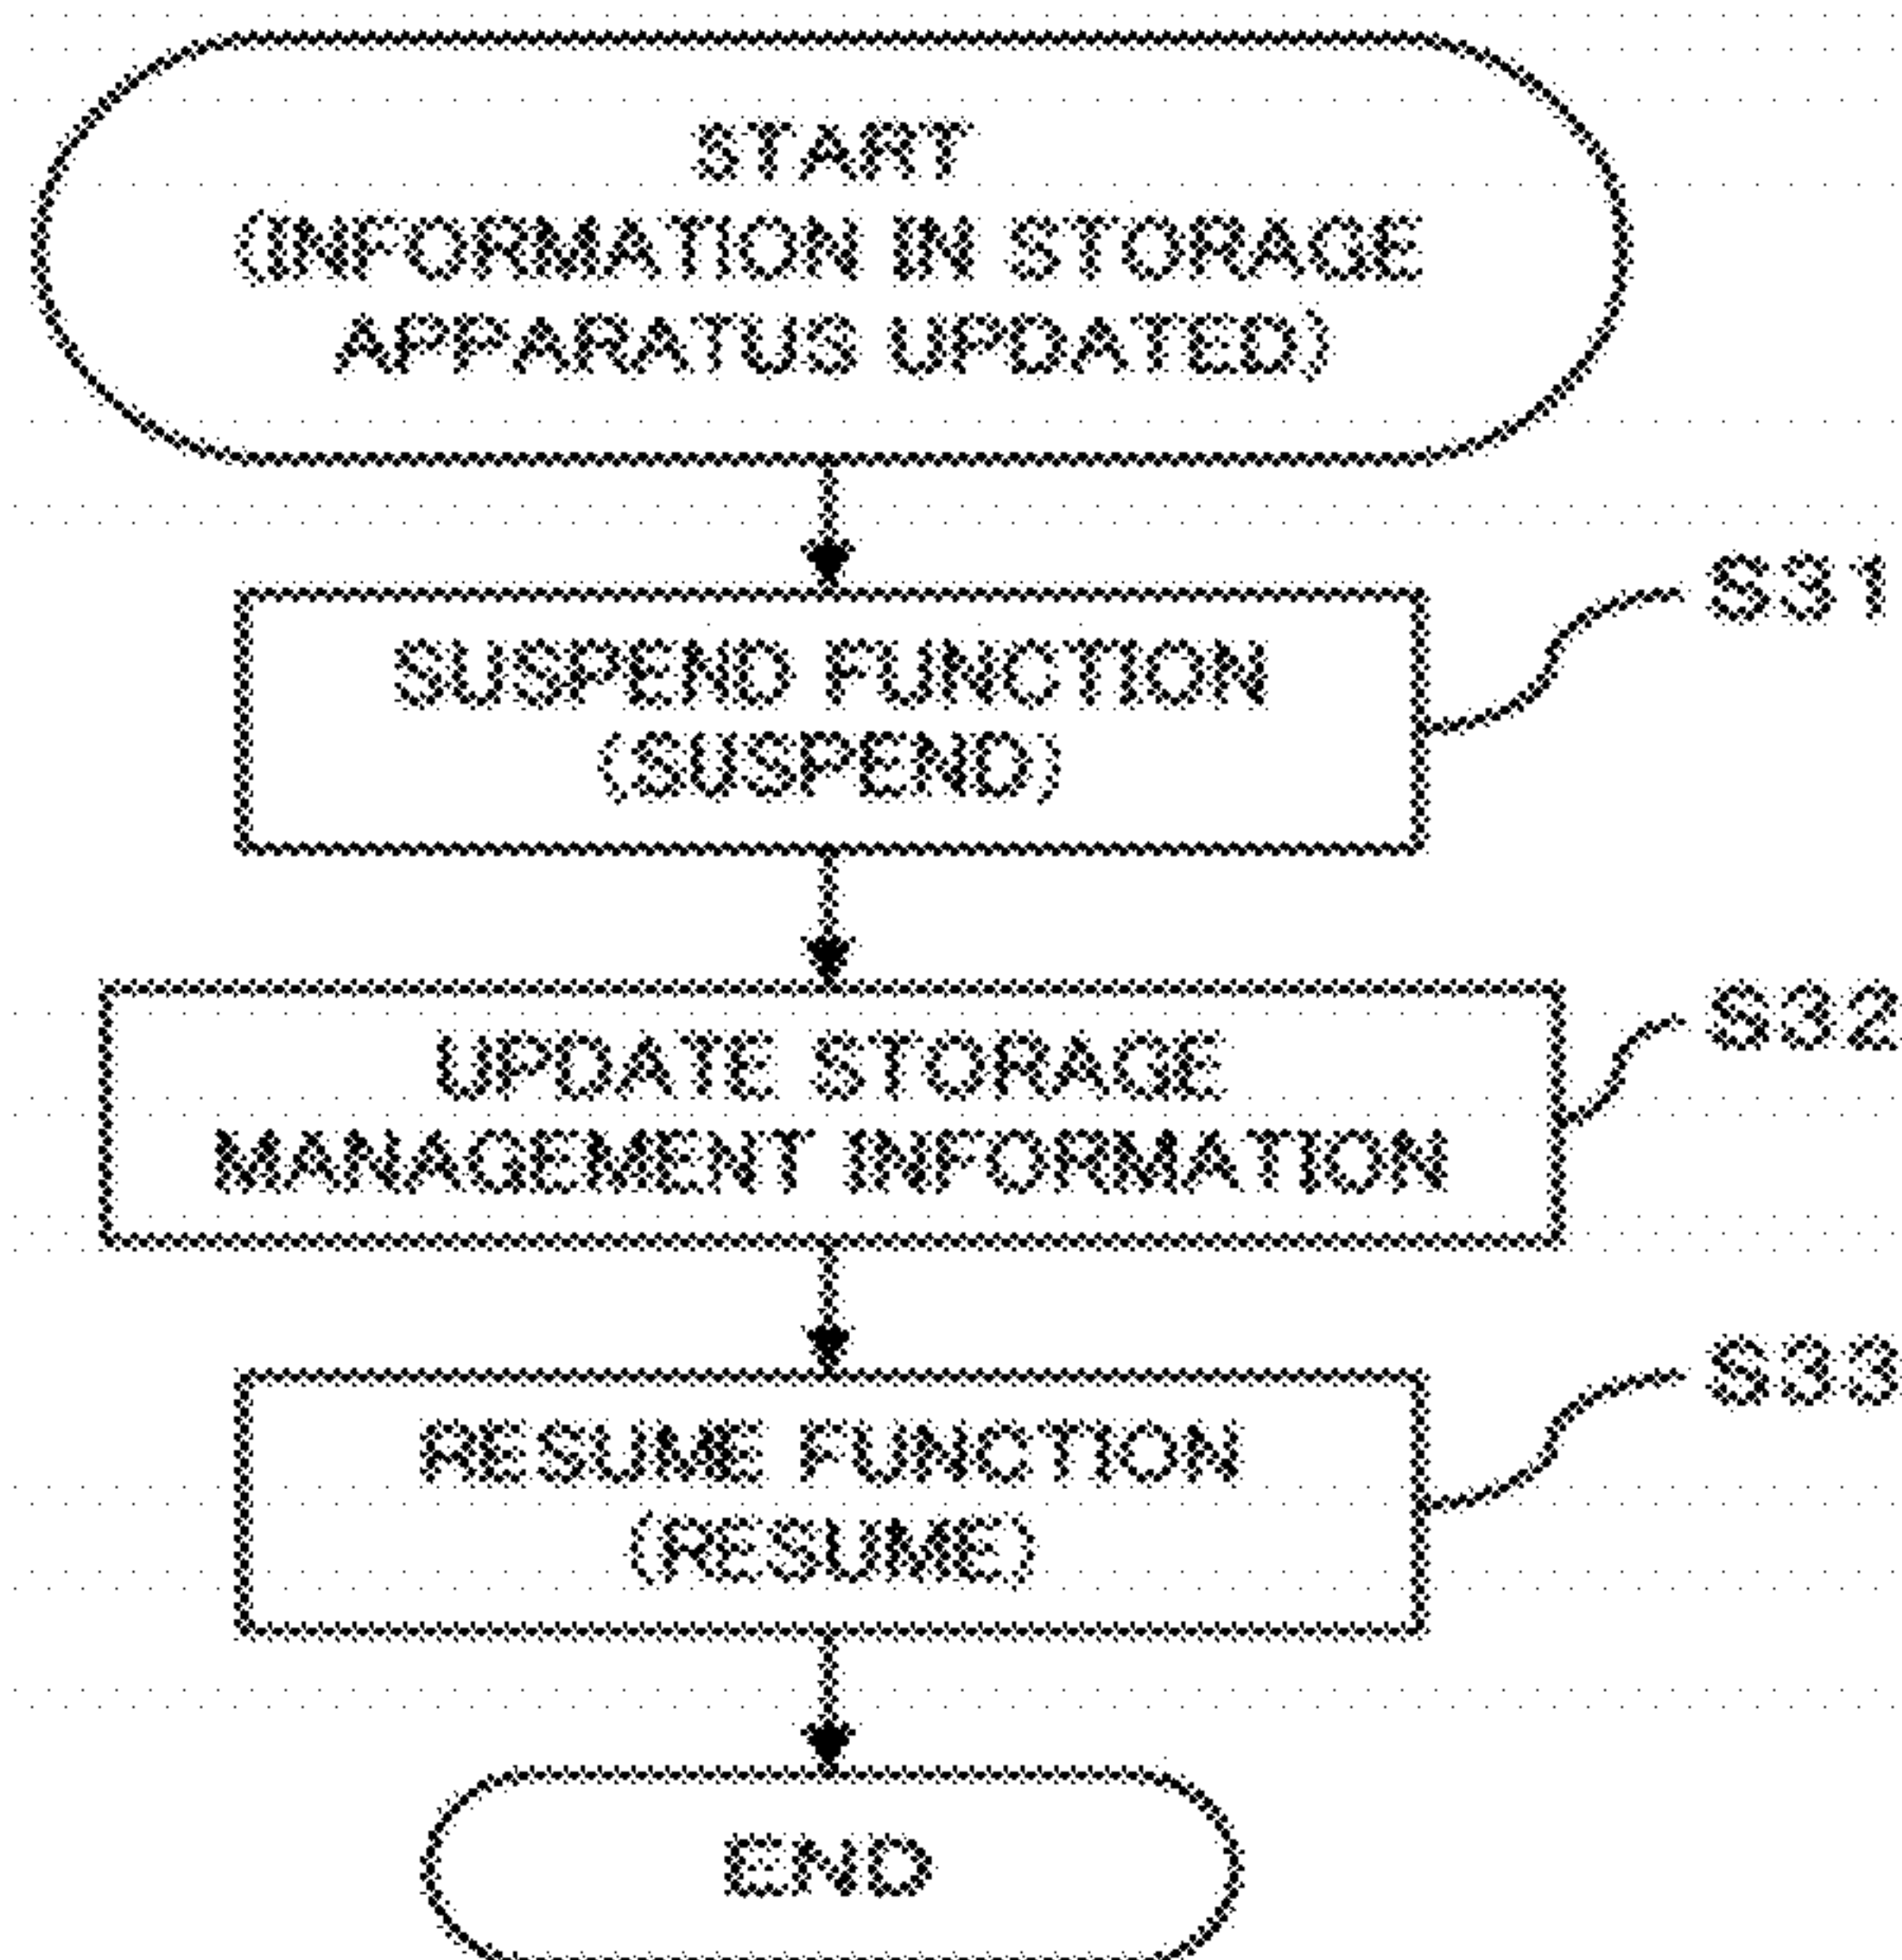 START
(INFORMATION IN STORAGE
APPARATUS UPDATED)
S31
SUSPEND FUNCTION
(SUSPEND)
S32
UPDATE STORAGE
MANAGEMENT INFORMATION
S33
RESUME FUNCTION
(RESUME)
END